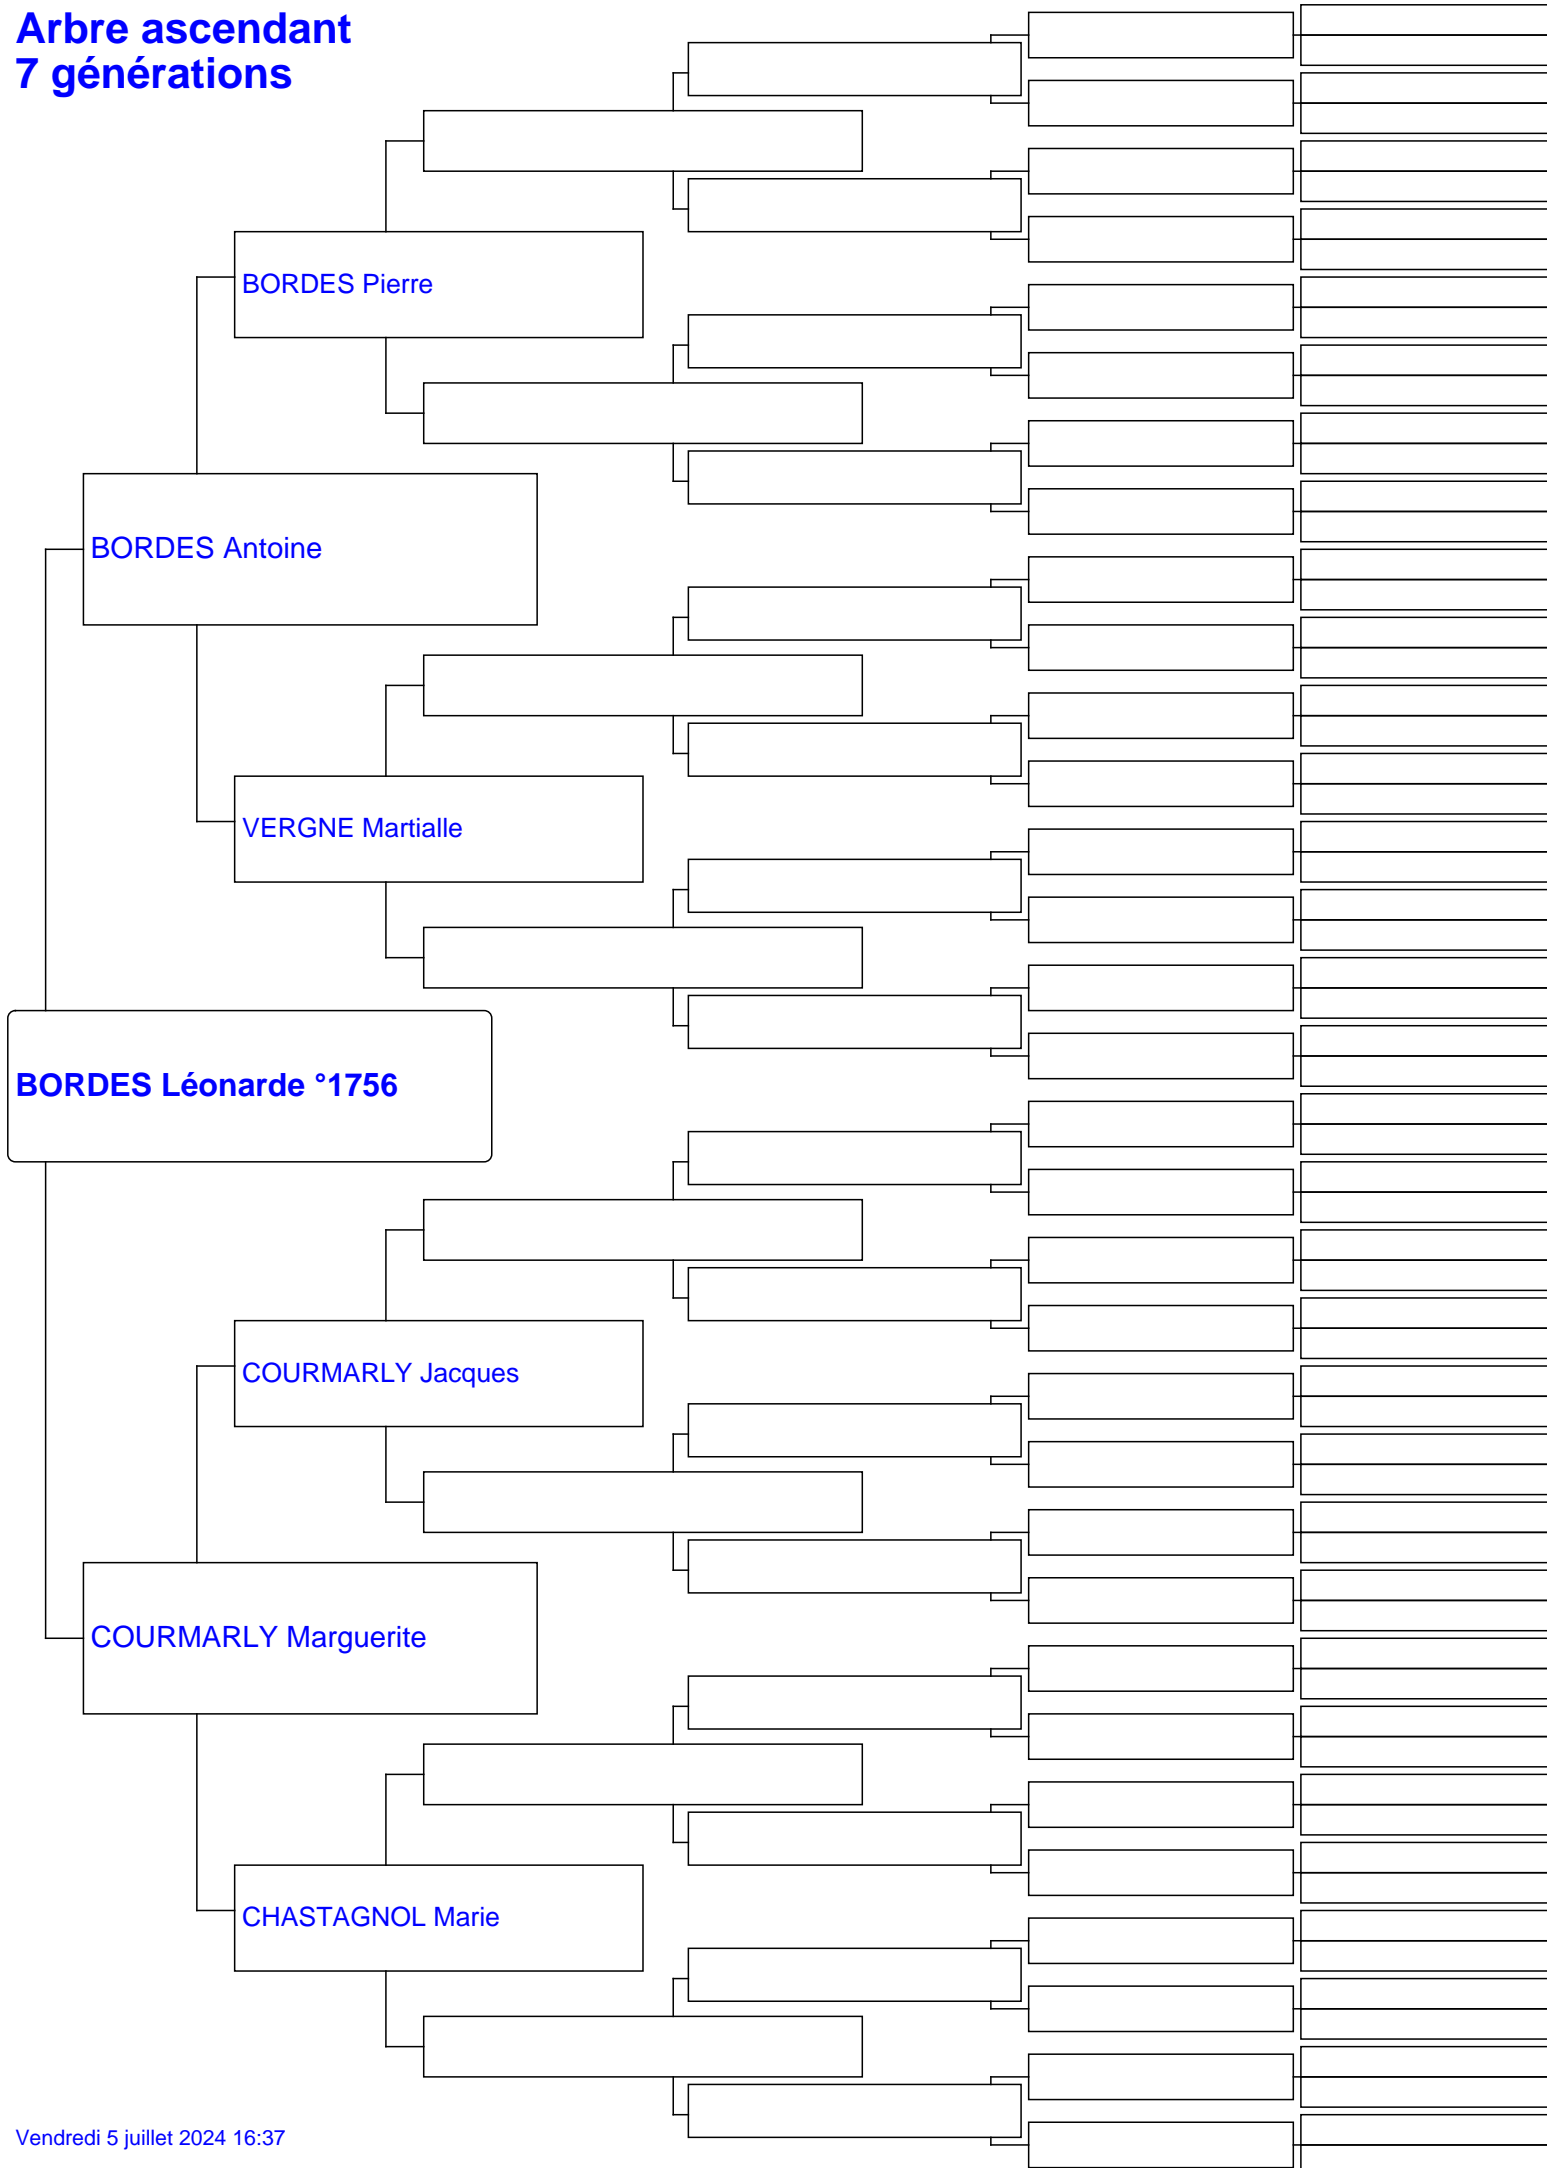 Arbre ascendant
7 générations
BORDES Pierre
BORDES Antoine
VERGNE Martialle
BORDES Léonarde °1756
COURMARLY Jacques
COURMARLY Marguerite
CHASTAGNOL Marie
Vendredi 5 juillet 2024 16:37